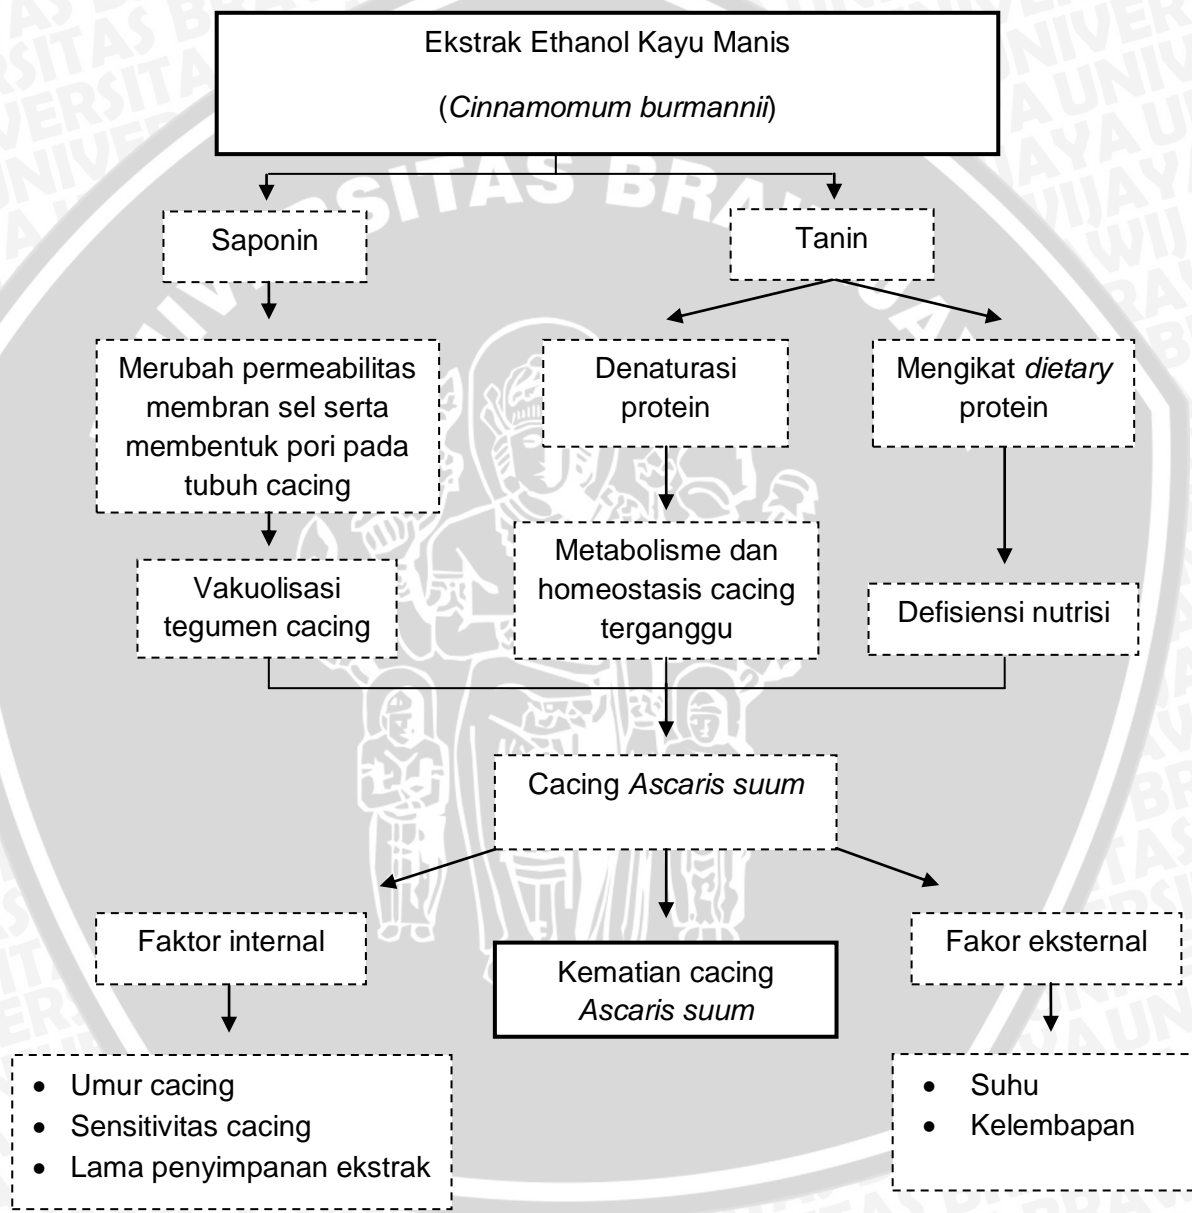 Ekstrak Ethanol Kayu Manis
(Cinnamomum burmannii)
Saponin
Tanin
Merubah permeabilitas
membran sel serta
membentuk pori pada
tubuh cacing
Denaturasi
protein
Mengikat dietary
protein
Vakuolisasi
tegumen cacing
Metabolisme dan
homeostasis cacing
terganggu
Defisiensi nutrisi
Cacing Ascaris suum
Faktor internal
Kematian cacing
Ascaris suum
Fakor eksternal
• Umur cacing
• Sensitivitas cacing
• Lama penyimpanan ekstrak
• Suhu
• Kelembapan